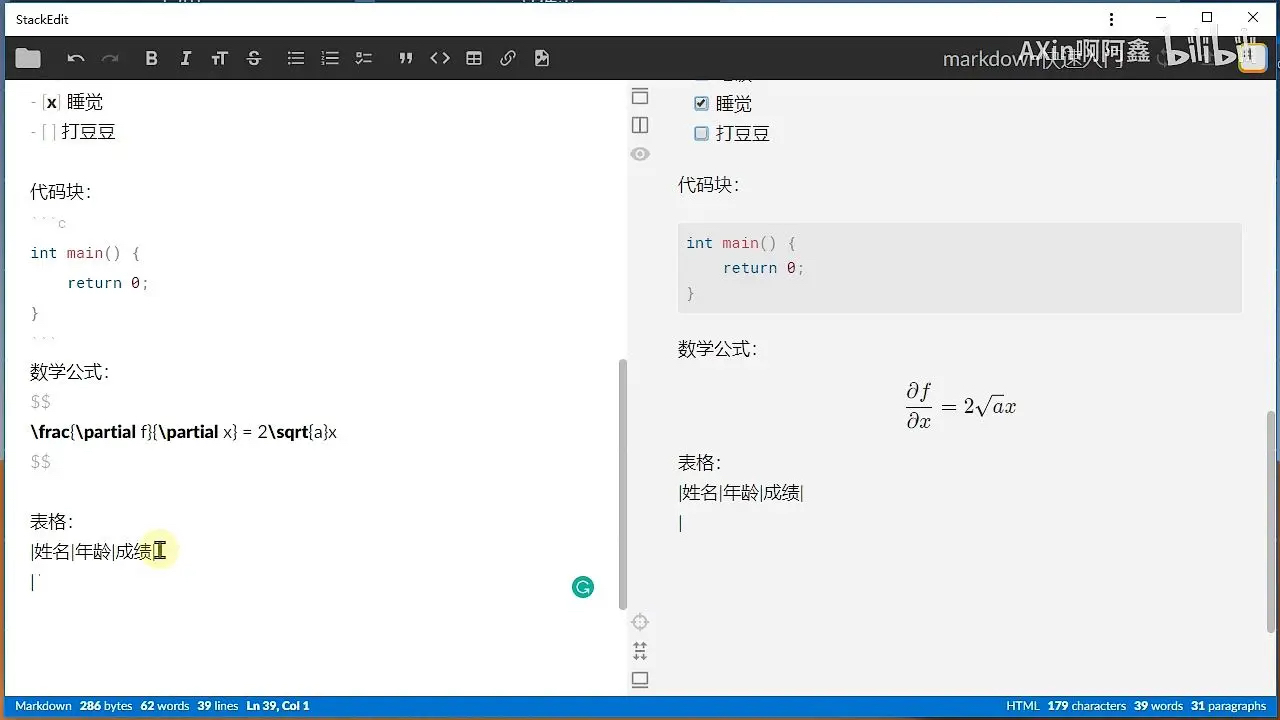 StackEdit
markdown快速入门
AXin啊阿鑫 bilibili
- [x] 睡觉
- [ ] 打豆豆
代码块：
```c
int main() {
    return 0;
}
```
数学公式：
$$
\frac{\partial f}{\partial x} = 2\sqrt{a}x
$$
表格：
|姓名|年龄|成绩|
|
睡觉
打豆豆
代码块：
int main() {
    return 0;
}
数学公式：
∂f/∂x = 2√ax
表格：
|姓名|年龄|成绩|
|
Markdown 286 bytes 62 words 39 lines Ln 39, Col 1
HTML 179 characters 39 words 31 paragraphs